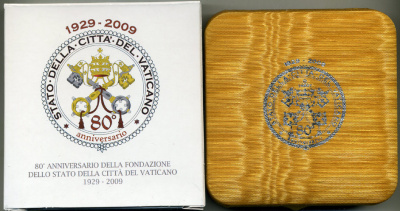 1929 - 2009
STATO · DELLA · CITTÀ · DEL · VATICANO
80°
anniversario
80° ANNIVERSARIO DELLA FONDAZIONE
DELLO STATO DELLA CITTÀ DEL VATICANO
1929 - 2009